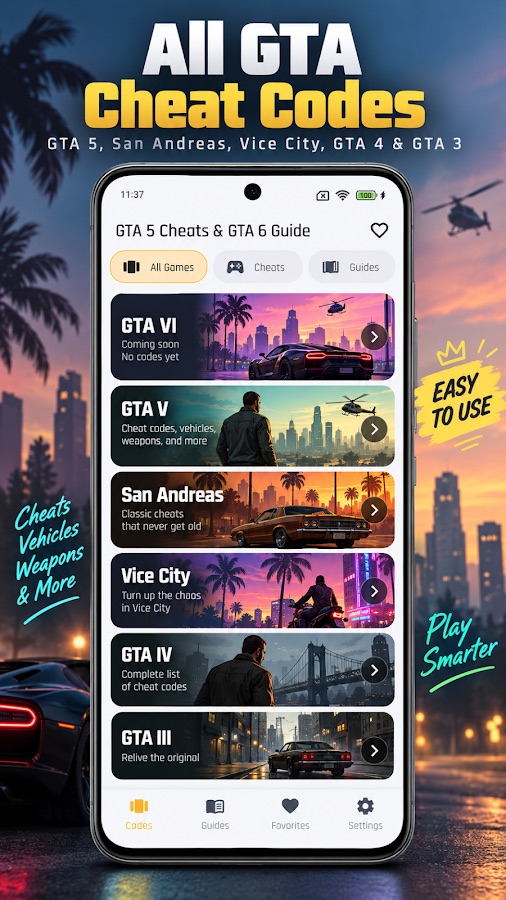 All GTA
Cheat Codes
GTA 5, San Andreas, Vice City, GTA 4 & GTA 3
11:37
100
GTA 5 Cheats & GTA 6 Guide
All Games
Cheats
Guides
GTA VI
Coming soon
No codes yet
GTA V
Cheat codes, vehicles,
weapons, and more
San Andreas
Classic cheats
that never get old
Vice City
Turn up the chaos
in Vice City
GTA IV
Complete list
of cheat codes
GTA III
Relive the original
Codes
Guides
Favorites
Settings
EASY
TO USE
Cheats
Vehicles
Weapons
& More
Play
Smarter